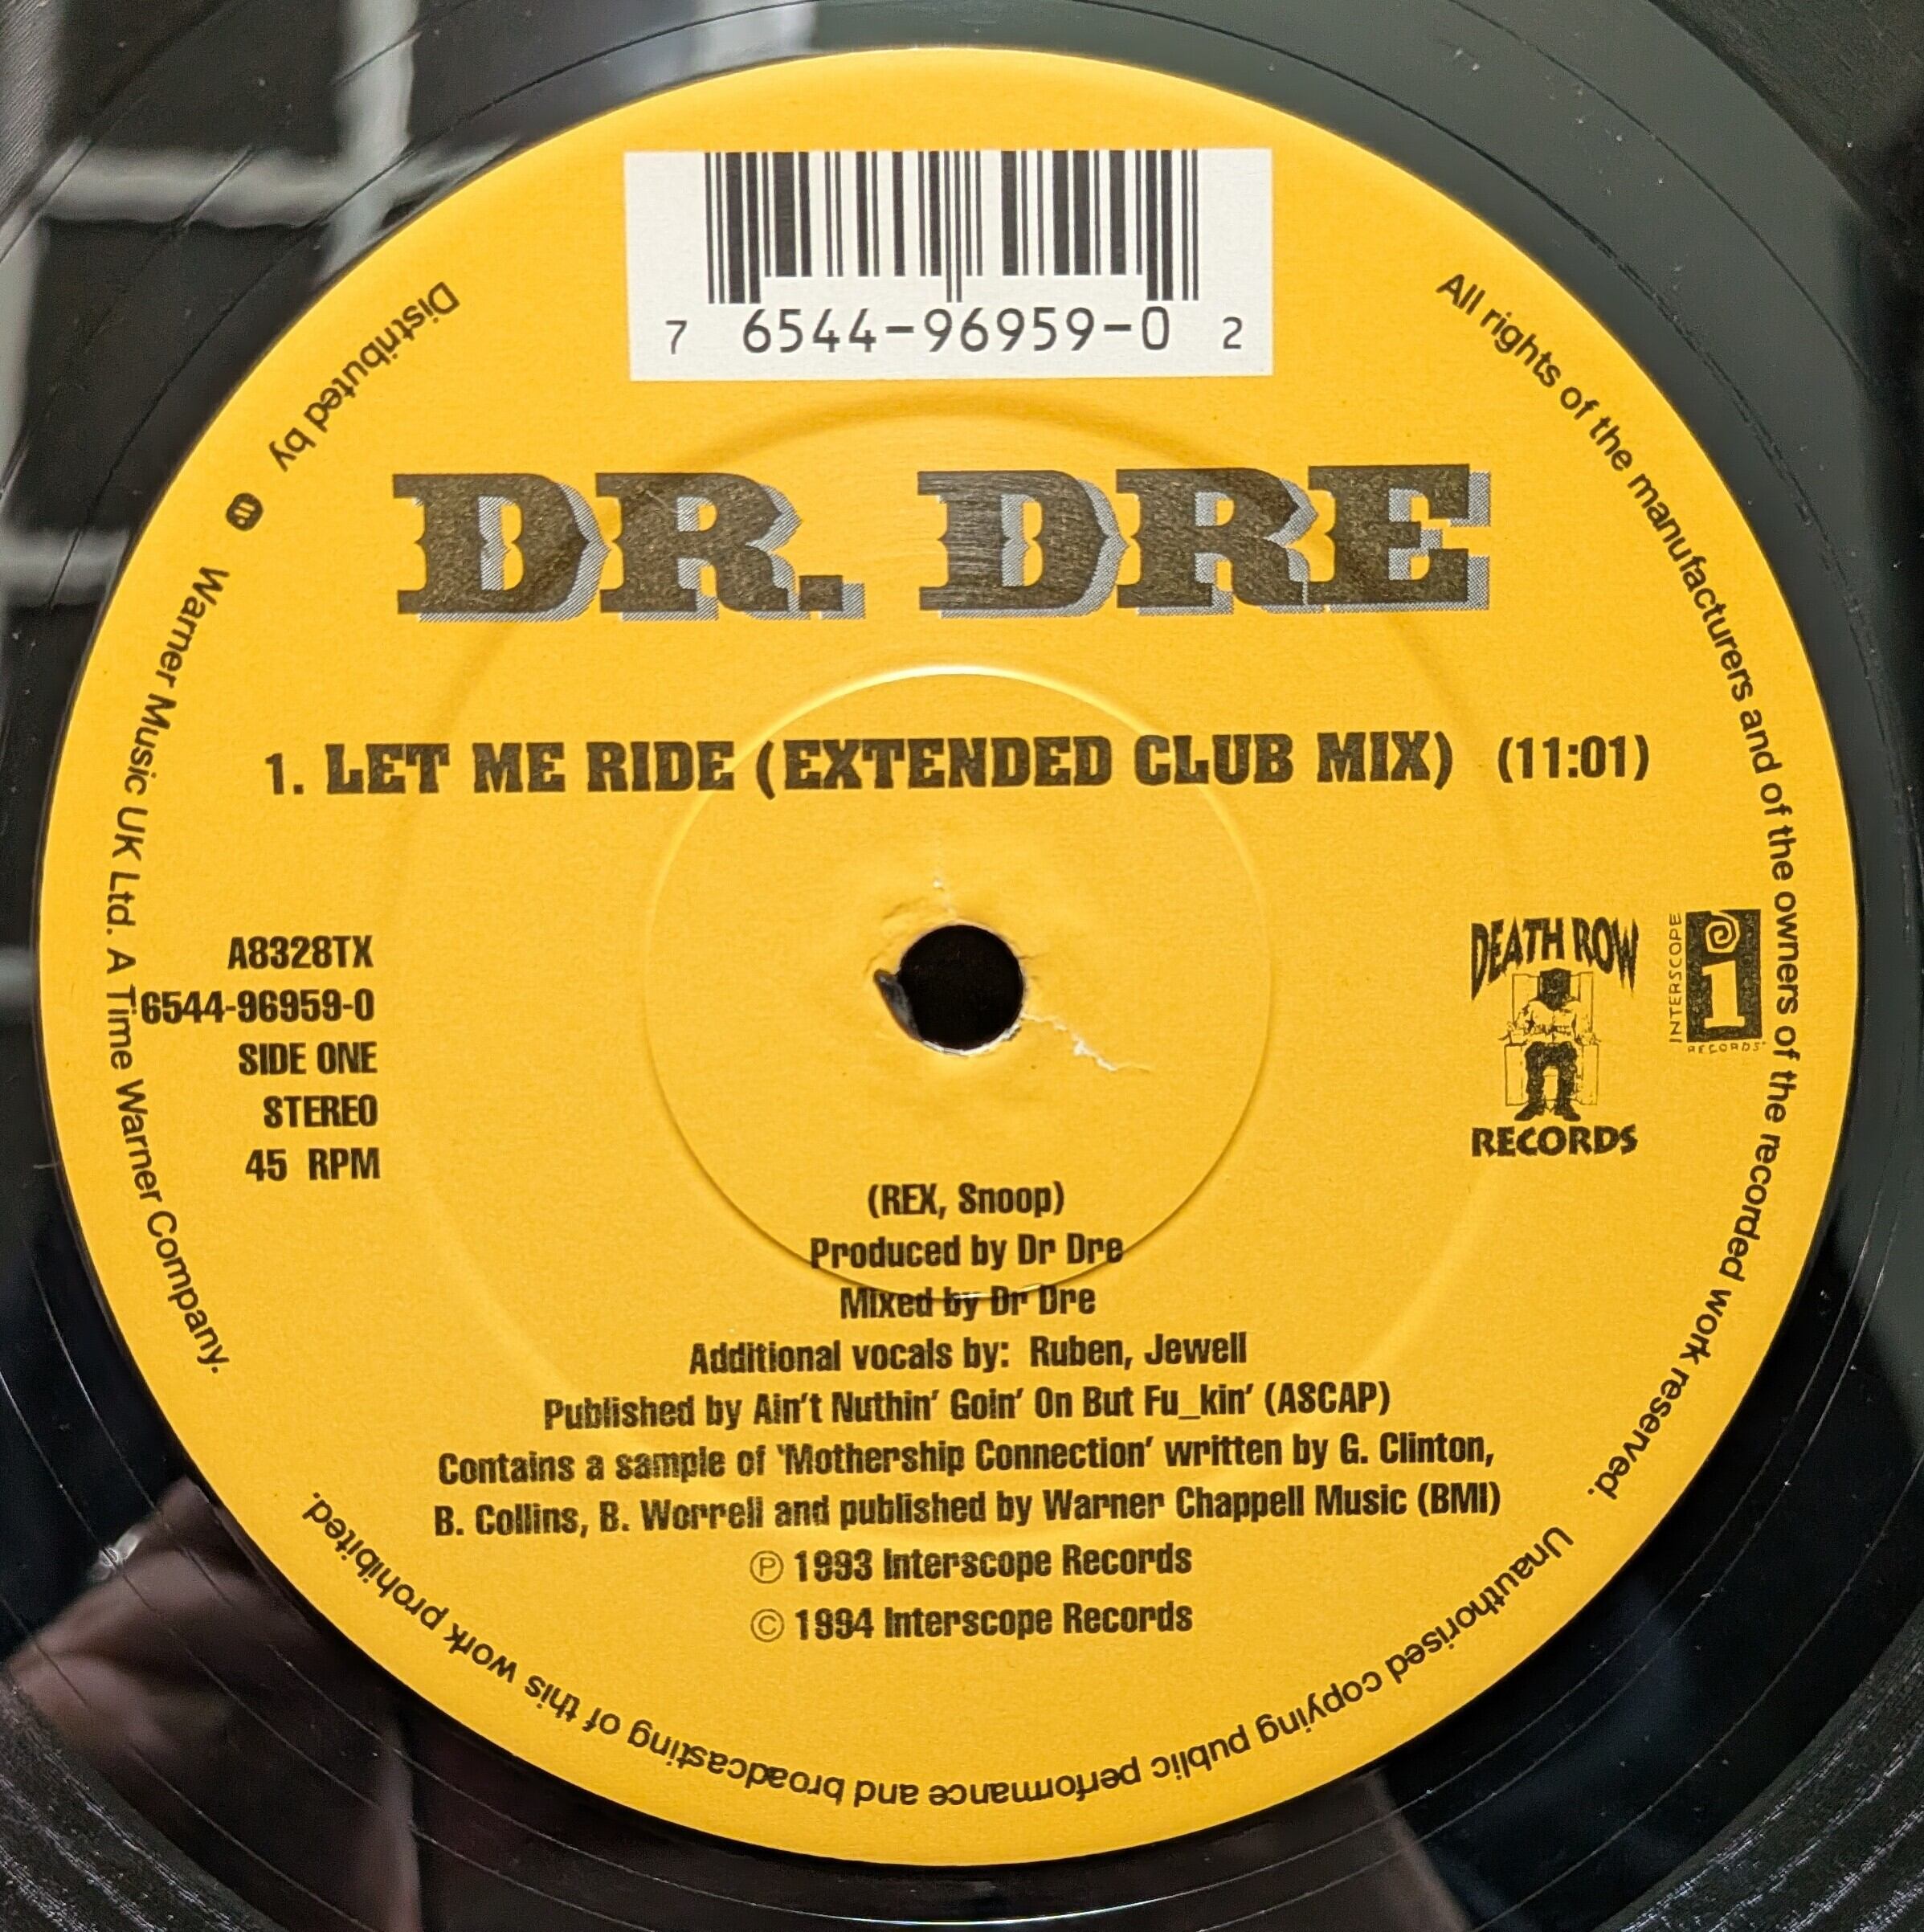 7 6544-96959-0 2
DR. DRE
1. LET ME RIDE (EXTENDED CLUB MIX) (11:01)
A8328TX
6544-96959-0
SIDE ONE
STEREO
45 RPM
DEATH ROW
RECORDS
INTERSCOPE
i
RECORDS
(REX, Snoop)
Produced by Dr Dre
Mixed by Dr Dre
Additional vocals by: Ruben, Jewell
Published by Ain't Nuthin' Goin' On But Fu_kin' (ASCAP)
Contains a sample of 'Mothership Connection' written by G. Clinton,
B. Collins, B. Worrell and published by Warner Chappell Music (BMI)
Ⓟ 1993 Interscope Records
© 1994 Interscope Records
All rights of the manufacturers and of the owners of the recorded work reserved.
Unauthorised copying public performance and broadcasting of this work prohibited.
Distributed by Warner Music UK Ltd. A Time Warner Company.